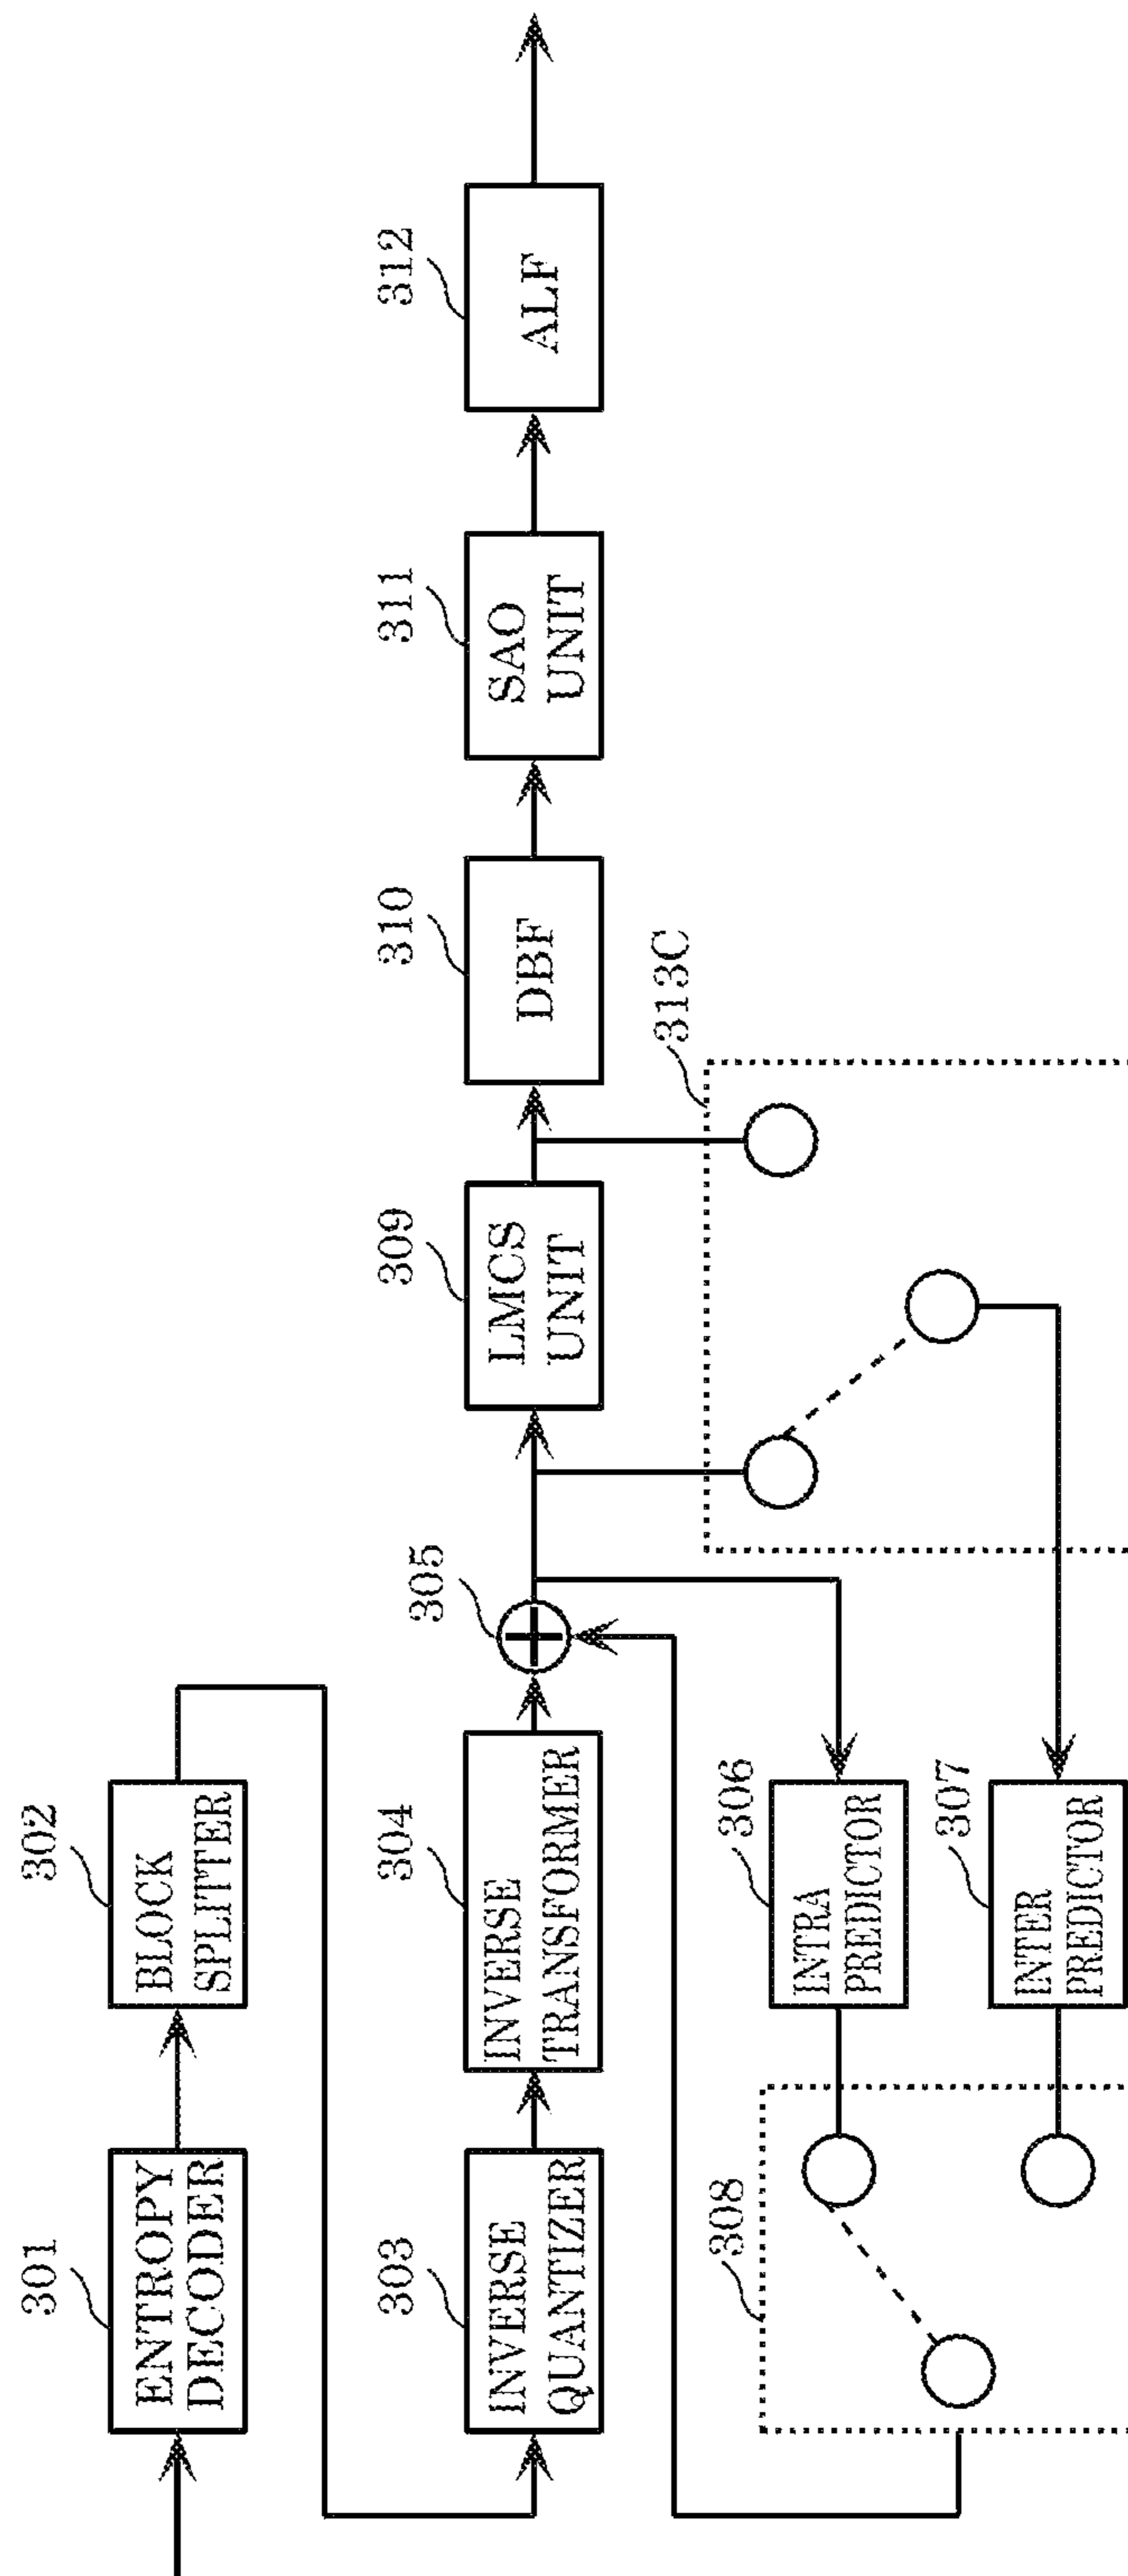 301
ENTROPY
DECODER
302
BLOCK
SPLITTER
303
INVERSE
QUANTIZER
304
INVERSE
TRANSFORMER
305
309
LMCS
UNIT
310
DBF
311
SAO
UNIT
312
ALF
308
306
INTRA
PREDICTOR
313C
307
INTER
PREDICTOR